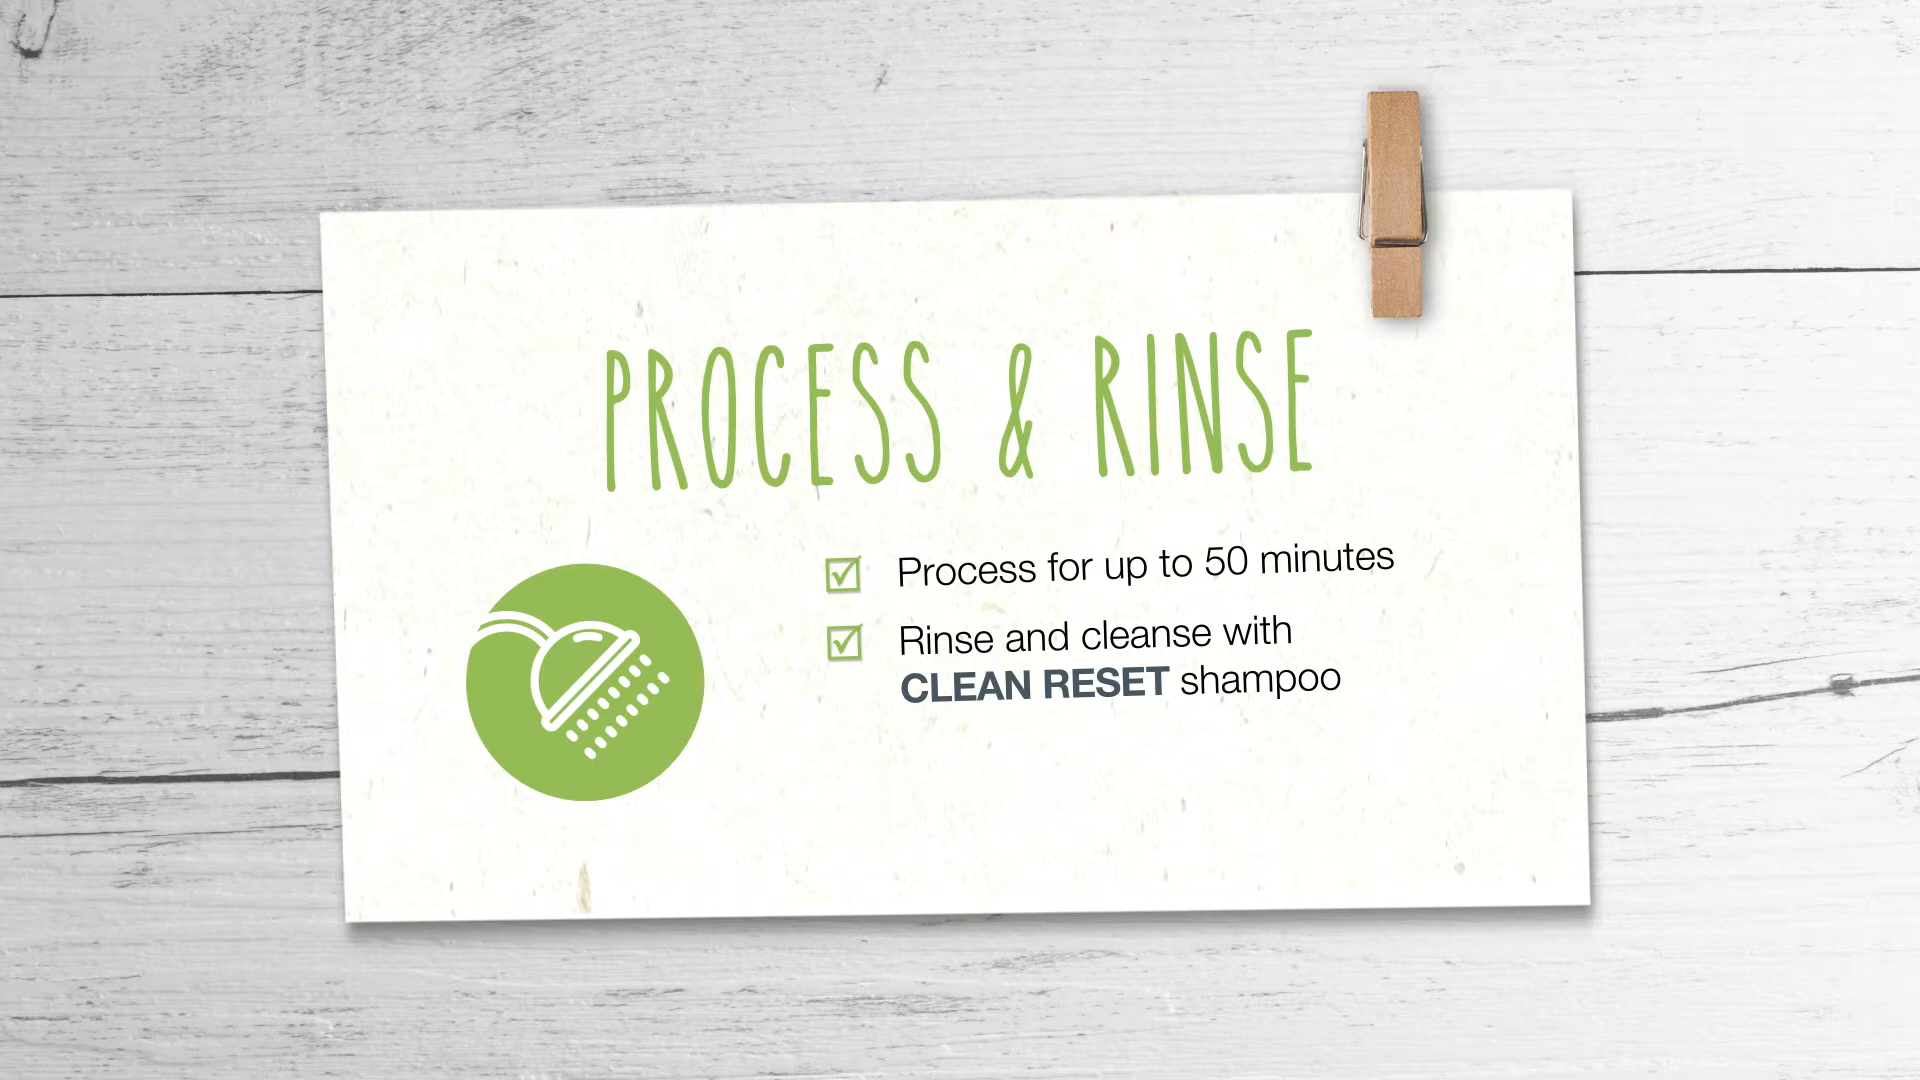 PROCESS & RINSE
Process for up to 50 minutes
Rinse and cleanse with
CLEAN RESET shampoo